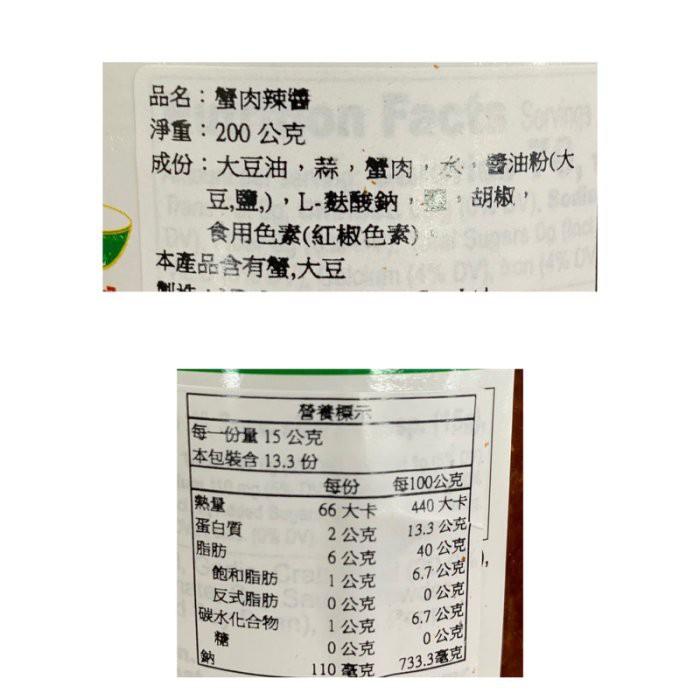 品名：蟹肉辣醬
淨重：200 公克
成份：大豆油，蒜，蟹肉，水，醬油粉(大
豆,鹽,)，L-麩酸鈉，，胡椒，
食用色素(紅椒色素)
本產品含有蟹,大豆
Nutrition Facts
營養標示
每一份量 15 公克
本包裝含 13.3 份
每份 每100公克
熱量 66 大卡 440 大卡
蛋白質 2 公克 13.3 公克
脂肪 6 公克 40 公克
飽和脂肪 1 公克 6.7 公克
反式脂肪 0 公克 0 公克
碳水化合物 1 公克 6.7 公克
糖 0 公克 0 公克
鈉 110 毫克 733.3毫克